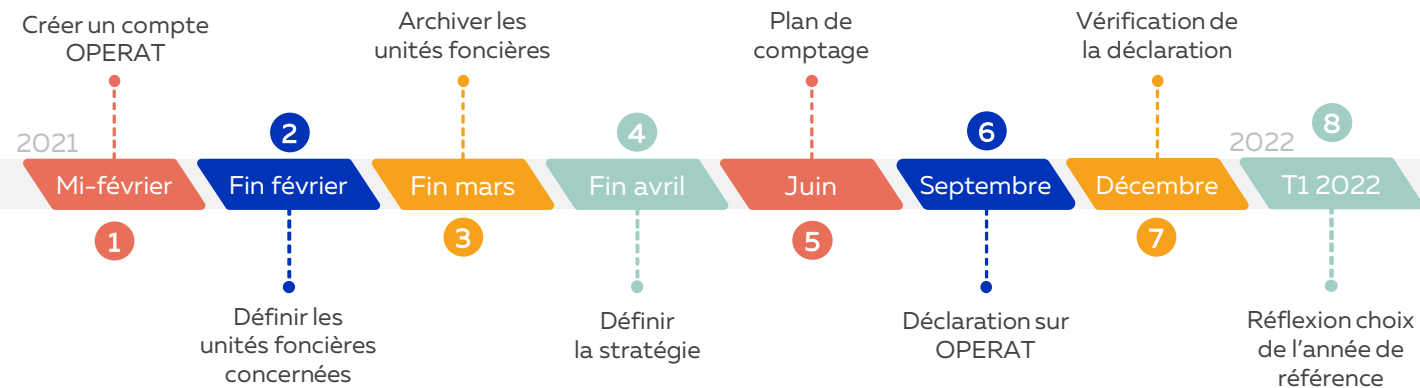 Créer un compte
OPERAT
Archiver les
unités foncières
Plan de
comptage
Vérification de
la déclaration
2021
2
4
6
2022
8
Mi-février
Fin février
Fin mars
Fin avril
Juin
Septembre
Décembre
T1 2022
1
3
5
7
Définir les
unités foncières
concernées
Définir
la stratégie
Déclaration sur
OPERAT
Réflexion choix
de l'année de
référence